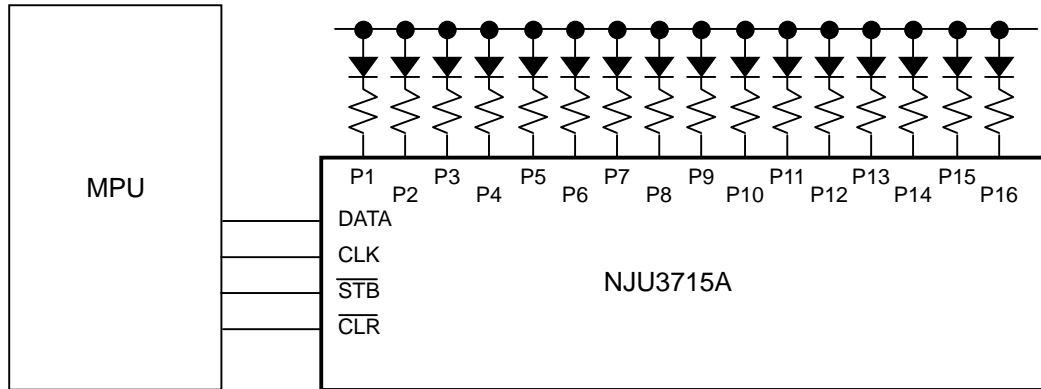 P1 P2 P3 P4 P5 P6 P7 P8 P9 P10 P11 P12 P13 P14 P15 P16
MPU
DATA
CLK
STB
CLR
NJU3715A